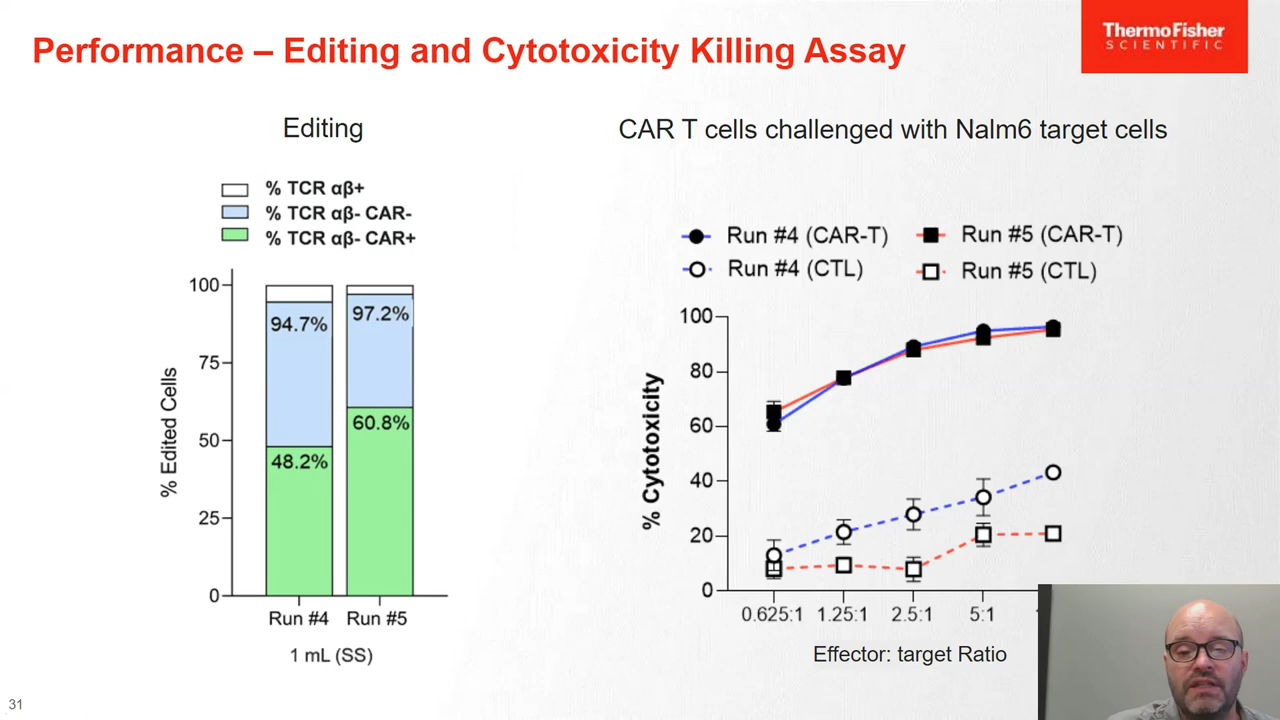 Performance – Editing and Cytotoxicity Killing Assay
ThermoFisher
SCIENTIFIC
Editing
% TCR αβ+
% TCR αβ- CAR-
% TCR αβ- CAR+
% Edited Cells
100
75
50
25
0
94.7%
97.2%
48.2%
60.8%
Run #4
Run #5
1 mL (SS)
CAR T cells challenged with Nalm6 target cells
Run #4 (CAR-T)
Run #5 (CAR-T)
Run #4 (CTL)
Run #5 (CTL)
% Cytotoxicity
100
80
60
40
20
0
0.625:1
1.25:1
2.5:1
5:1
Effector: target Ratio
31